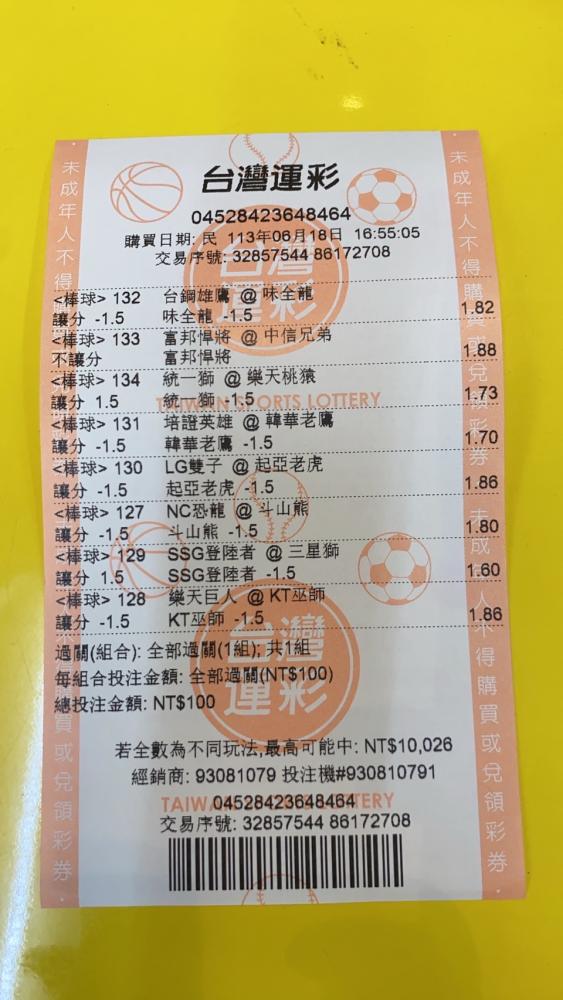 台灣運彩
04528423648464
購買日期: 民 113年06月18日 16:55:05
交易序號: 32857544 86172708
<棒球> 132 台鋼雄鷹 @ 味全龍
讓分 -1.5 味全龍 -1.5 1.82
<棒球> 133 富邦悍將 @ 中信兄弟
不讓分 富邦悍將 1.88
<棒球> 134 統一獅 @ 樂天桃猿
讓分 1.5 統一獅 -1.5 1.73
<棒球> 131 培證英雄 @ 韓華老鷹
讓分 -1.5 韓華老鷹 -1.5 1.70
<棒球> 130 LG雙子 @ 起亞老虎
讓分 -1.5 起亞老虎 -1.5 1.86
<棒球> 127 NC恐龍 @ 斗山熊
讓分 -1.5 斗山熊 -1.5 1.80
<棒球> 129 SSG登陸者 @ 三星獅
讓分 1.5 SSG登陸者 -1.5 1.60
<棒球> 128 樂天巨人 @ KT巫師
讓分 -1.5 KT巫師 -1.5 1.86
過關(組合): 全部過關(1組); 共1組
每組合投注金額: 全部過關(NT$100)
總投注金額: NT$100
若全數為不同玩法,最高可能中: NT$10,026
經銷商: 93081079 投注機#930810791
04528423648464
交易序號: 32857544 86172708
台灣運彩
TAIWAN SPORTS LOTTERY
台灣運彩
TAIWAN SPORTS LOTTERY
未成年人不得購買或兌領彩券
未成年人不得購買或兌領彩券
未成年人不得購買或兌領彩券